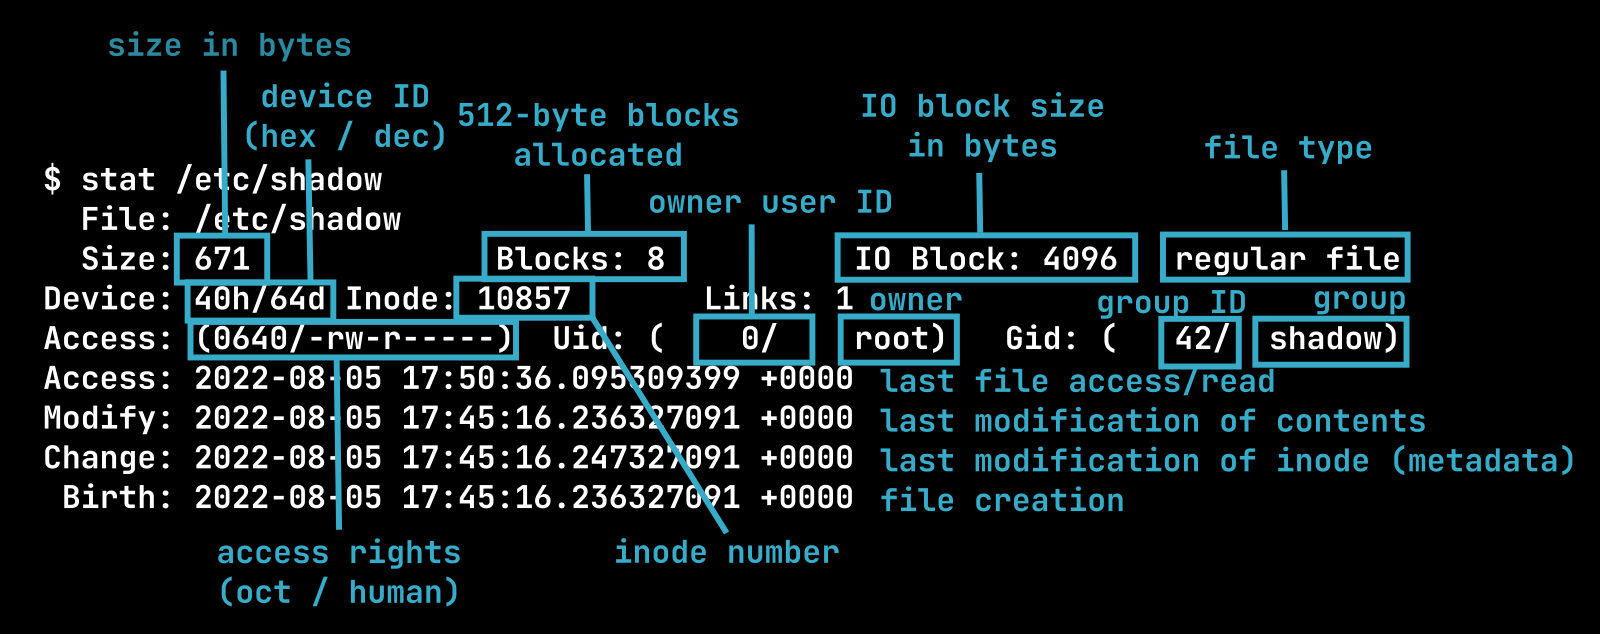 size in bytes
device ID
(hex / dec)
512-byte blocks
allocated
IO block size
in bytes
file type
owner user ID
$ stat /etc/shadow
File: /etc/shadow
Size: 671 Blocks: 8 IO Block: 4096 regular file
Device: 40h/64d Inode: 10857 Links: 1 owner group ID group
Access: (0640/-rw-r-----) Uid: ( 0/ root) Gid: ( 42/ shadow)
Access: 2022-08-05 17:50:36.095309399 +0000 last file access/read
Modify: 2022-08-05 17:45:16.236327091 +0000 last modification of contents
Change: 2022-08-05 17:45:16.247327091 +0000 last modification of inode (metadata)
Birth: 2022-08-05 17:45:16.236327091 +0000 file creation
access rights
(oct / human)
inode number